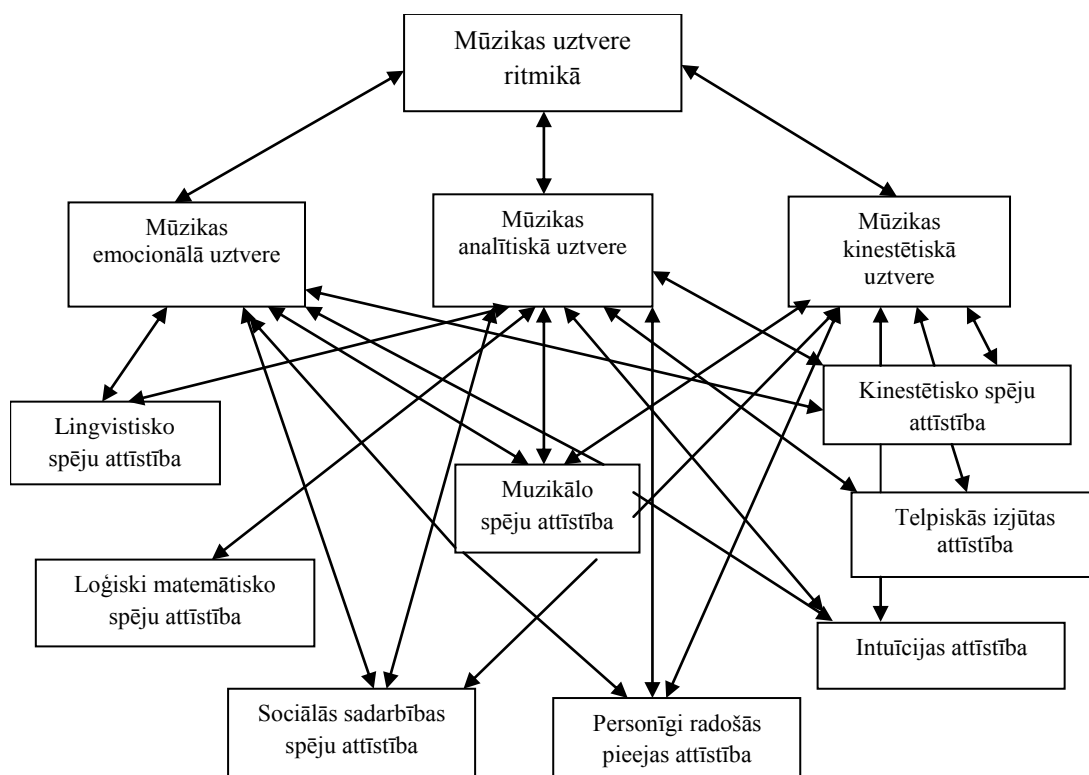 Mūzikas uztvere
ritmikā
Mūzikas
emocionālā uztvere
Mūzikas
analītiskā uztvere
Mūzikas
kinestētiskā
uztvere
Kinestētisko spēju
attīstība
Lingvistisko
spēju attīstība
Muzikālo
spēju attīstība
Telpiskās izjūtas
attīstība
Loģiski matemātisko
spēju attīstība
Intuīcijas attīstība
Sociālās sadarbības
spēju attīstība
Personīgi radošās
pieejas attīstība